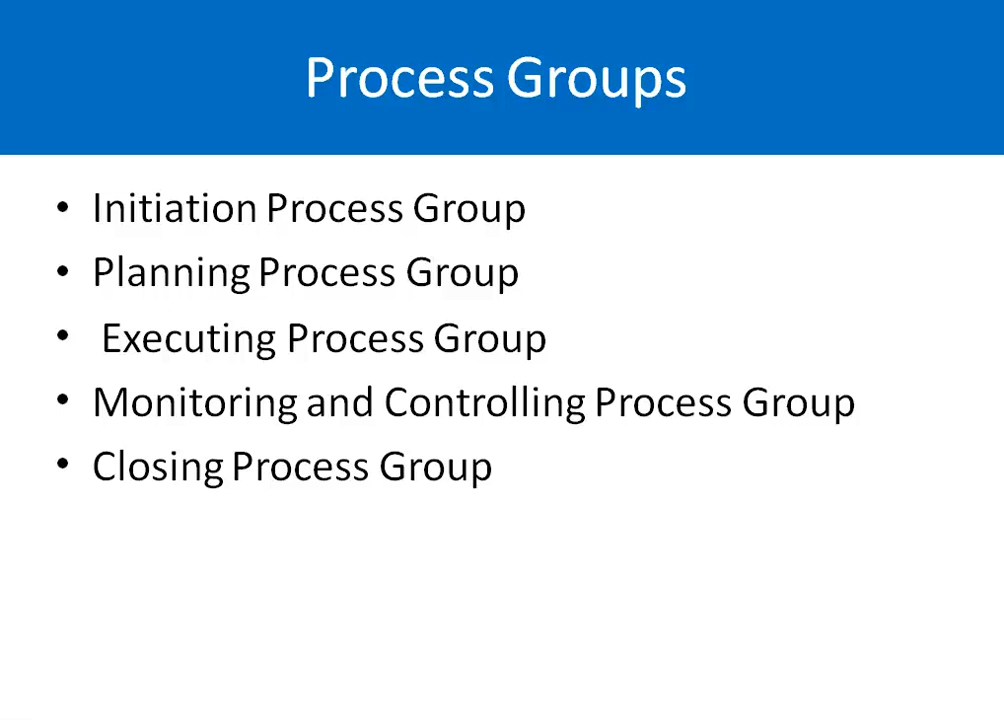 Process Groups
• Initiation Process Group
• Planning Process Group
• Executing Process Group
• Monitoring and Controlling Process Group
• Closing Process Group